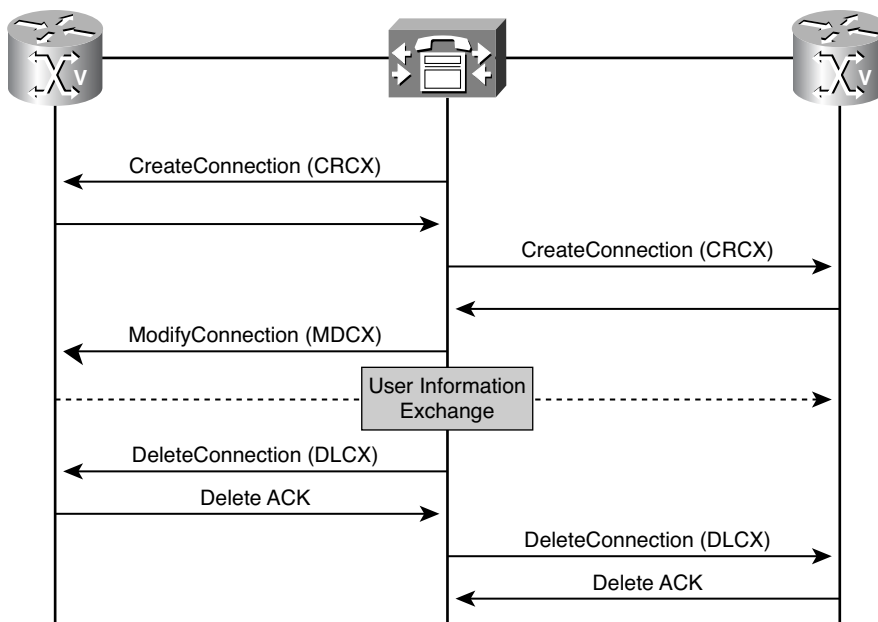 V
V
CreateConnection (CRCX)
CreateConnection (CRCX)
ModifyConnection (MDCX)
User Information
Exchange
DeleteConnection (DLCX)
Delete ACK
DeleteConnection (DLCX)
Delete ACK